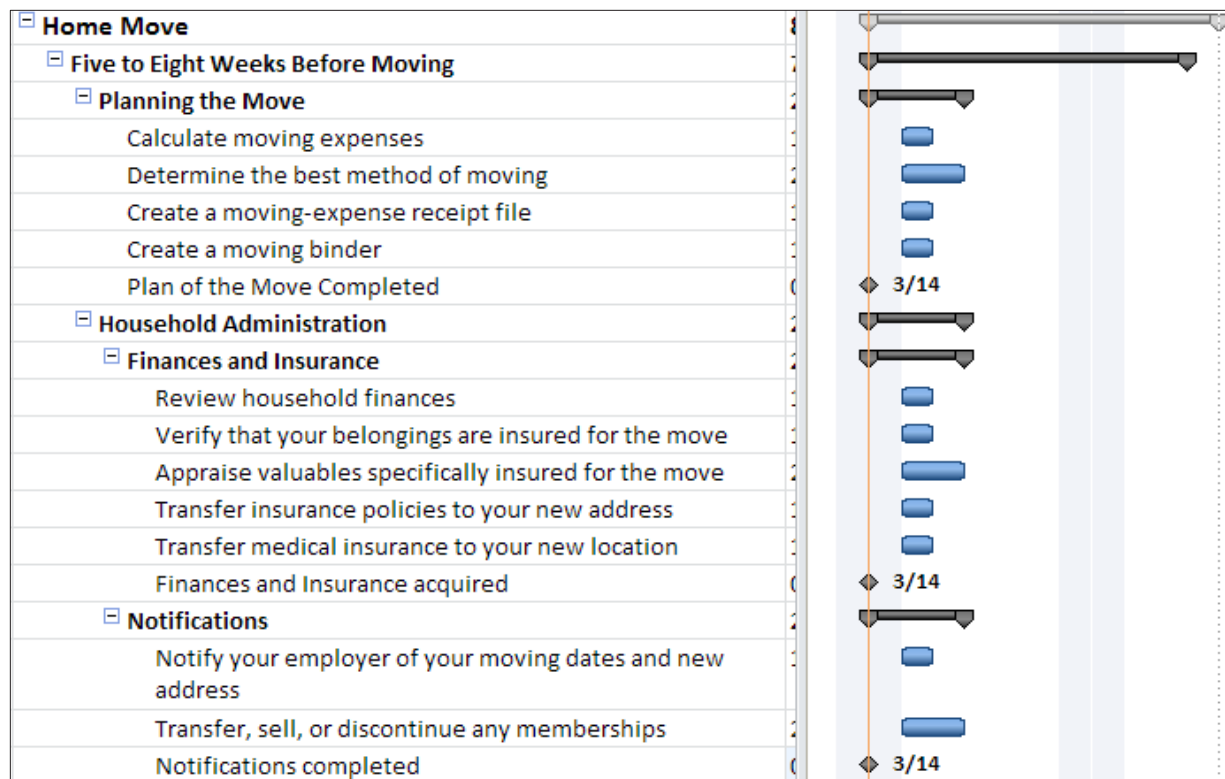 Home Move
Five to Eight Weeks Before Moving
Planning the Move
Calculate moving expenses
Determine the best method of moving
Create a moving-expense receipt file
Create a moving binder
Plan of the Move Completed
3/14
Household Administration
Finances and Insurance
Review household finances
Verify that your belongings are insured for the move
Appraise valuables specifically insured for the move
Transfer insurance policies to your new address
Transfer medical insurance to your new location
Finances and Insurance acquired
3/14
Notifications
Notify your employer of your moving dates and new
address
Transfer, sell, or discontinue any memberships
Notifications completed
3/14